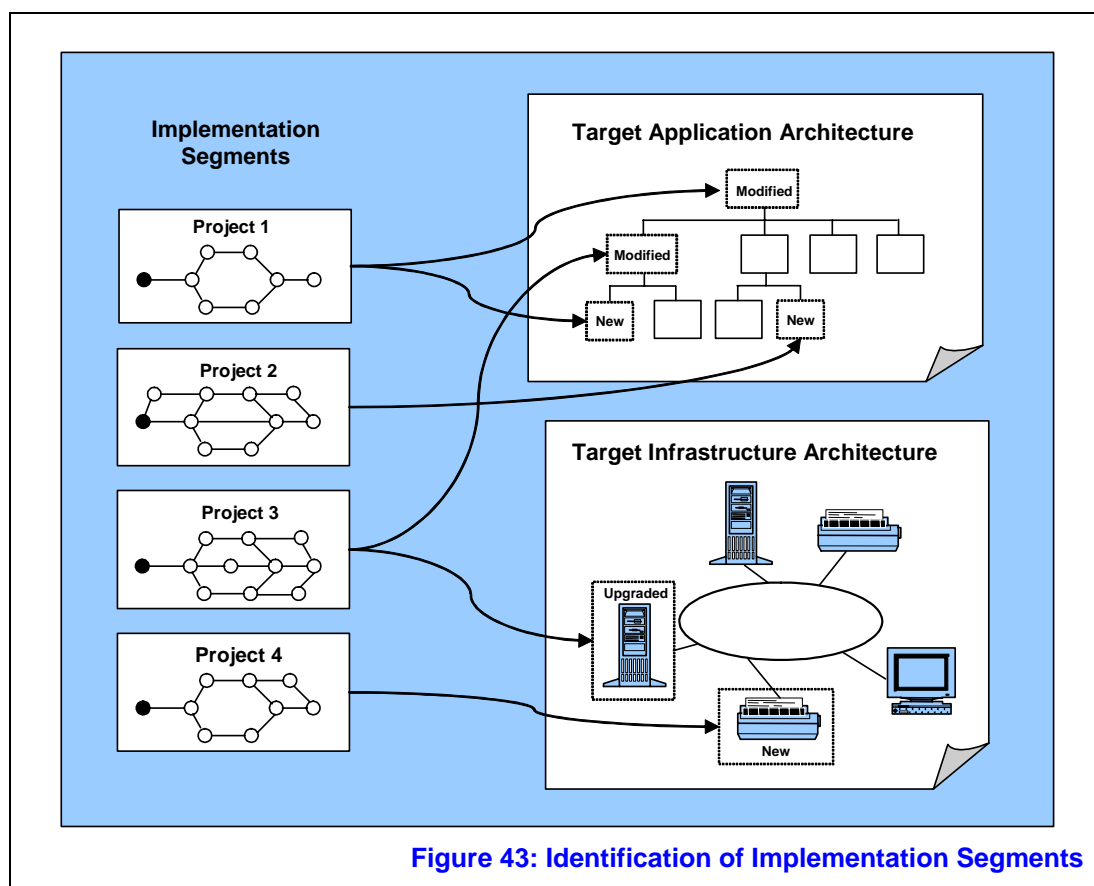 Implementation
Segments
Project 1
Project 2
Project 3
Project 4
Target Application Architecture
Modified
Modified
New
New
Target Infrastructure Architecture
Upgraded
New
Figure 43: Identification of Implementation Segments